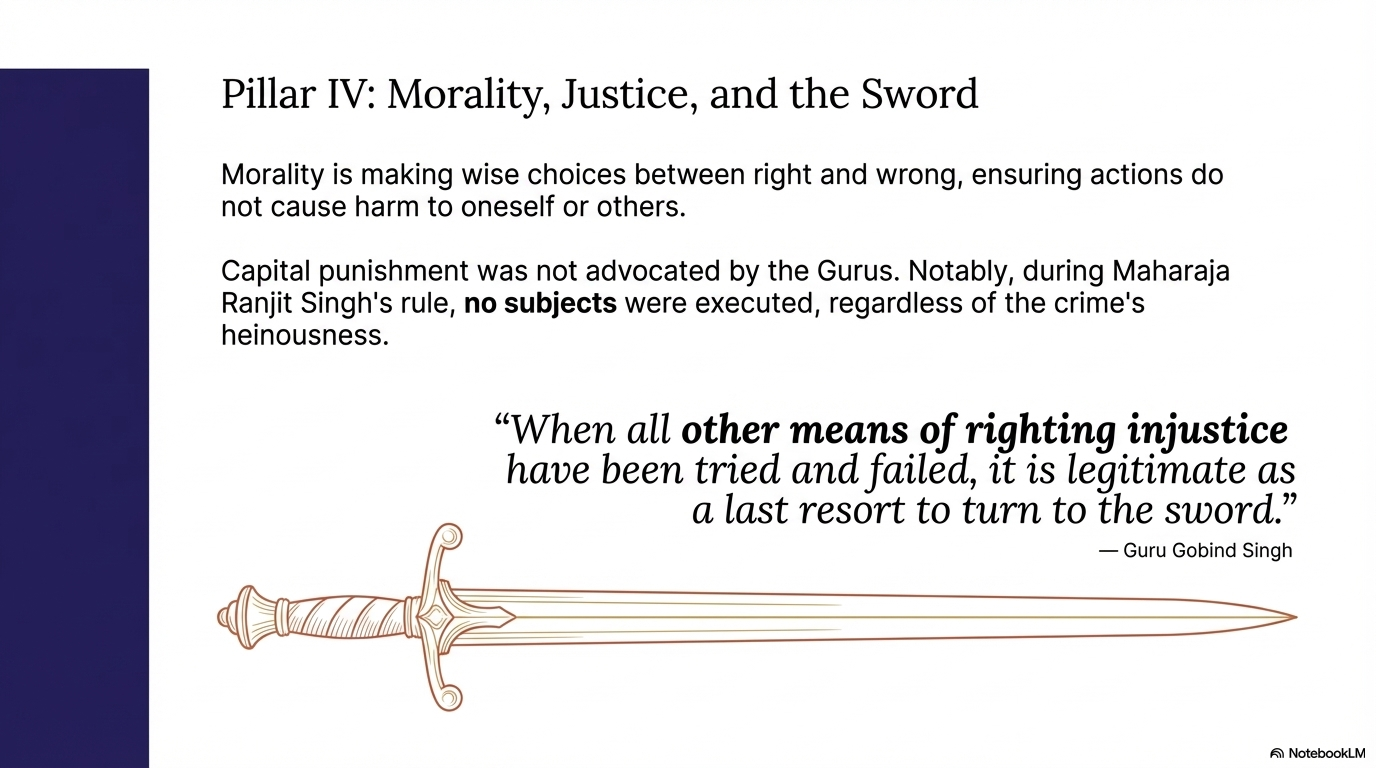 Pillar IV: Morality, Justice, and the Sword
Morality is making wise choices between right and wrong, ensuring actions do
not cause harm to oneself or others.
Capital punishment was not advocated by the Gurus. Notably, during Maharaja
Ranjit Singh's rule, no subjects were executed, regardless of the crime's
heinousness.
“When all other means of righting injustice
have been tried and failed, it is legitimate as
a last resort to turn to the sword.”
— Guru Gobind Singh
NotebookLM